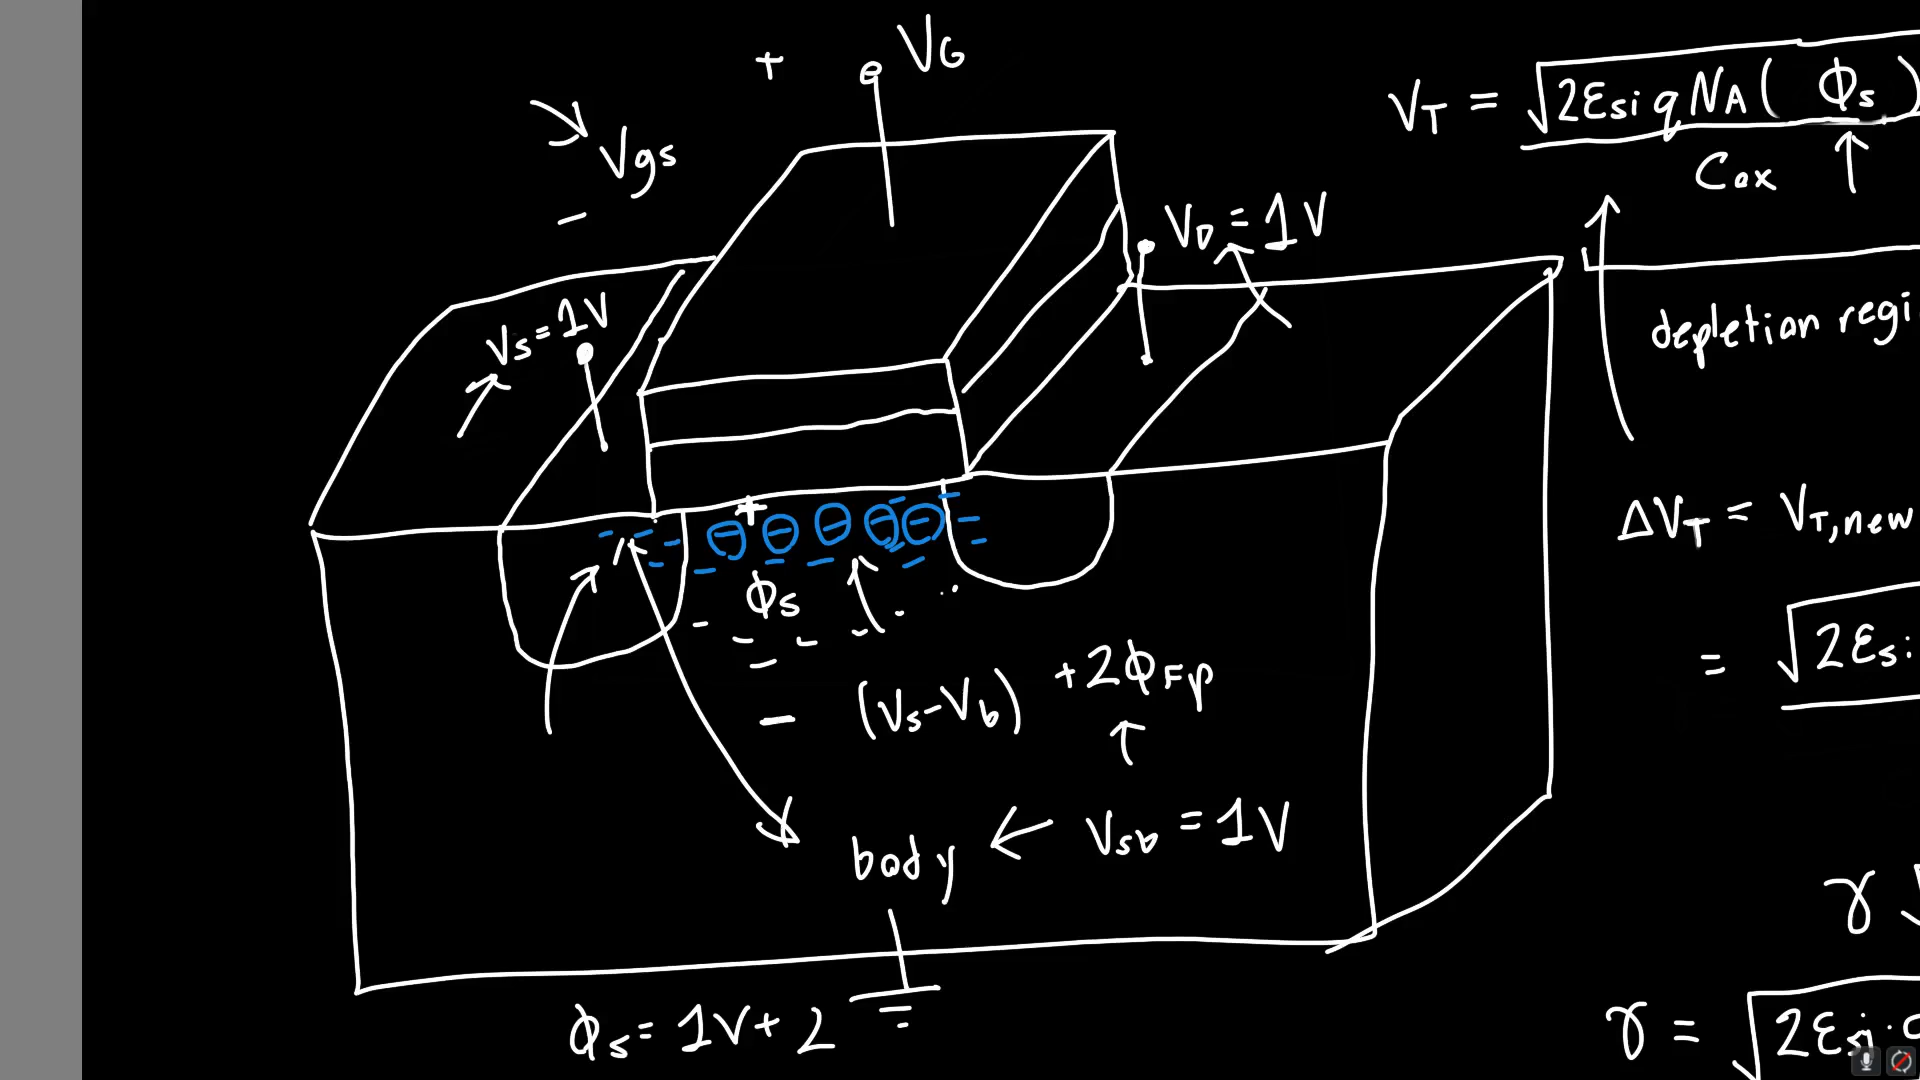 + VG
Vgs
-
Vs=1V
VD=1V
+
⊖ ⊖ ⊖ ⊖ ⊖
ϕs
- (Vs-Vb) +2ϕFp
body ← Vsb = 1V
ϕs= 1V+ 2
VT = √2εsi q NA( ϕs )
Cox ↑
depletion regi
ΔVT = VT,new
= √2εsi
γ √
γ = √2εsi·